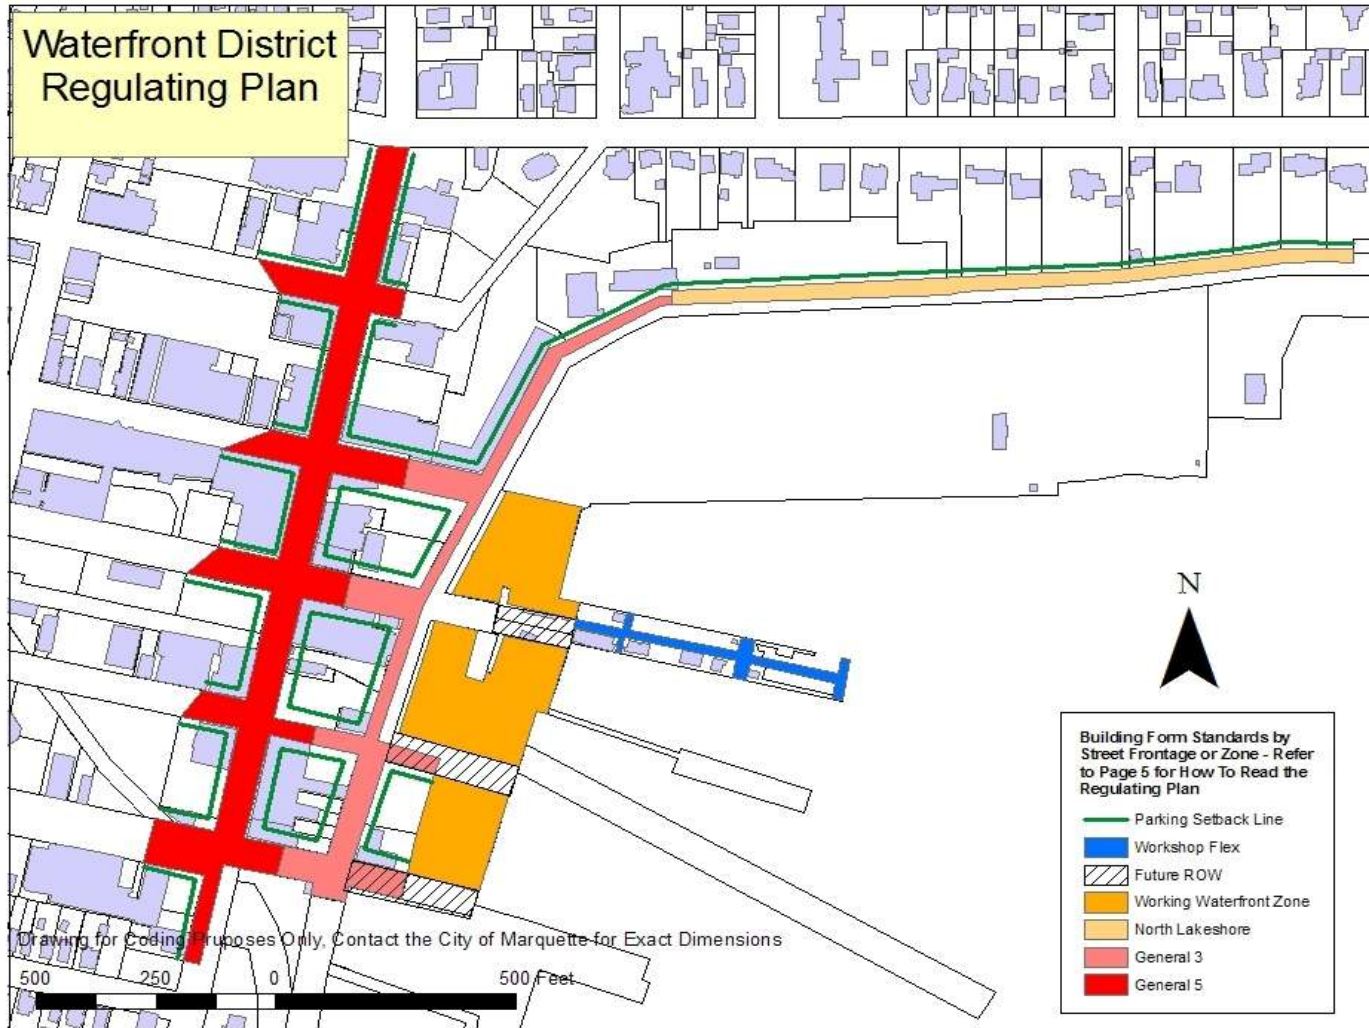 Waterfront District
Regulating Plan
N
Building Form Standards by
Street Frontage or Zone - Refer
to Page 5 for How To Read the
Regulating Plan
Parking Setback Line
Workshop Flex
Future ROW
Working Waterfront Zone
North Lakeshore
General 3
General 5
Drawing for Coding Pruposes Only, Contact the City of Marquette for Exact Dimensions
500 250 0 500 Feet